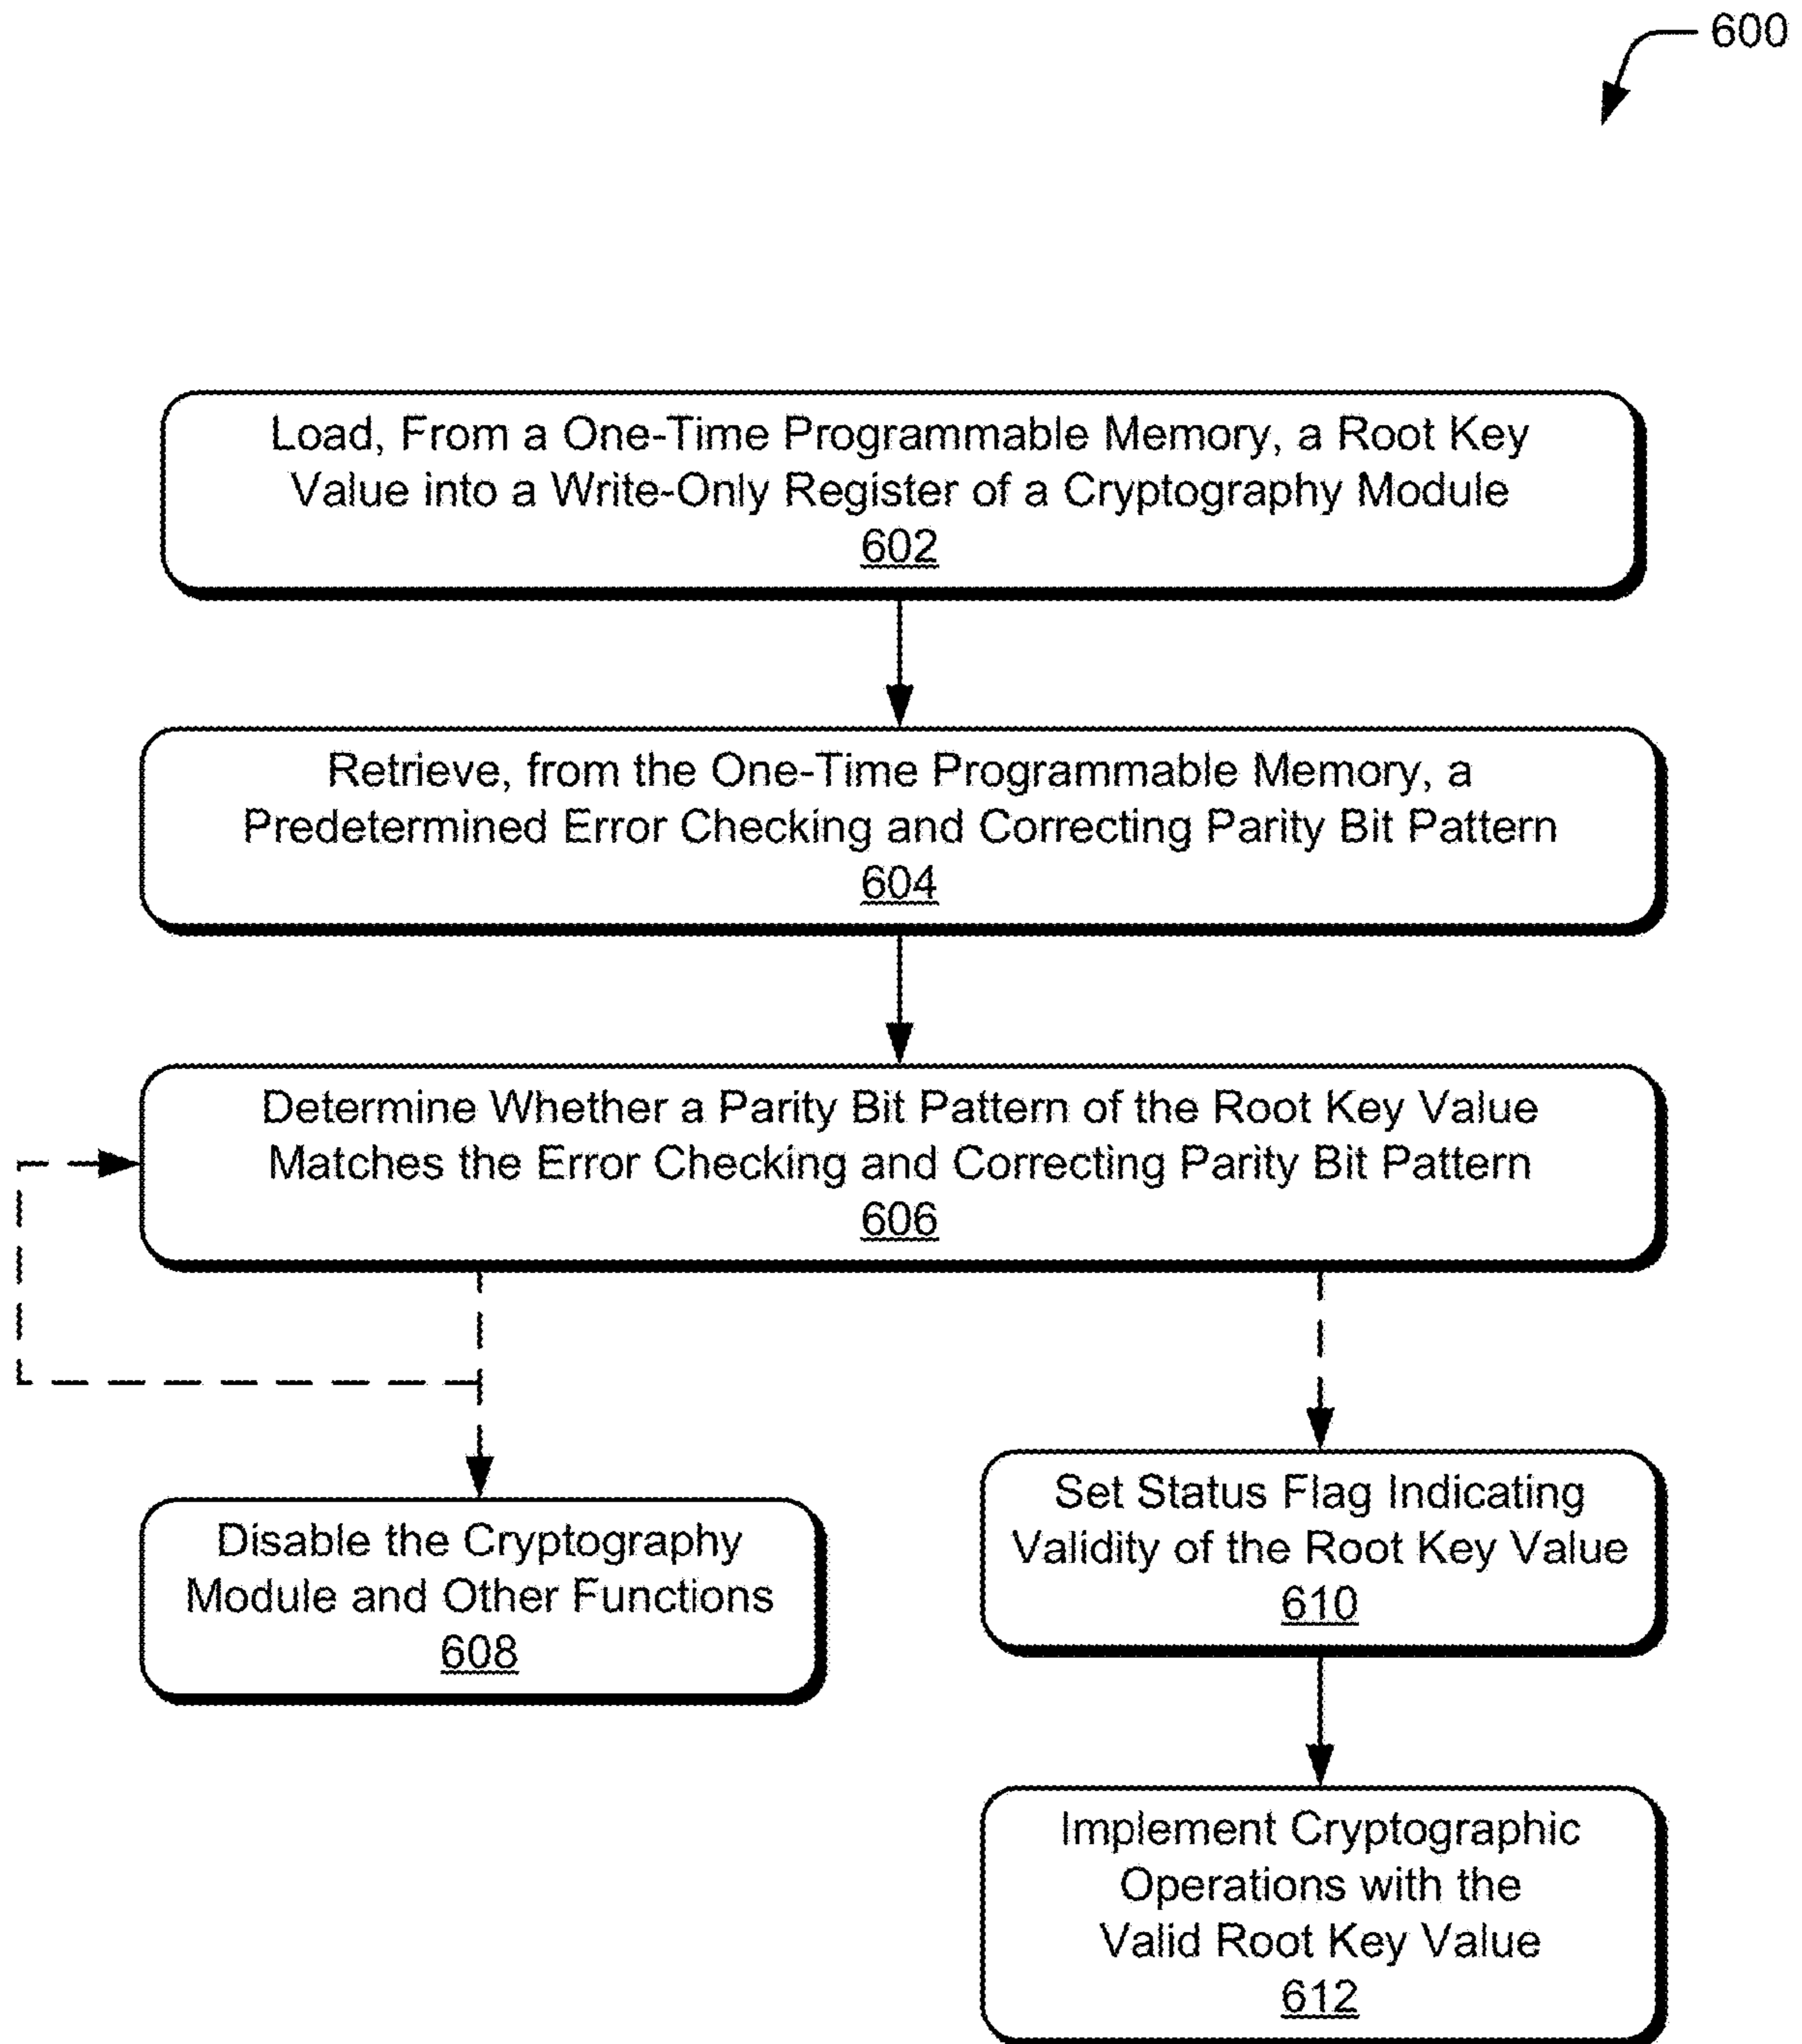 600
Load, From a One-Time Programmable Memory, a Root Key
Value into a Write-Only Register of a Cryptography Module
602
Retrieve, from the One-Time Programmable Memory, a
Predetermined Error Checking and Correcting Parity Bit Pattern
604
Determine Whether a Parity Bit Pattern of the Root Key Value
Matches the Error Checking and Correcting Parity Bit Pattern
606
Disable the Cryptography
Module and Other Functions
608
Set Status Flag Indicating
Validity of the Root Key Value
610
Implement Cryptographic
Operations with the
Valid Root Key Value
612